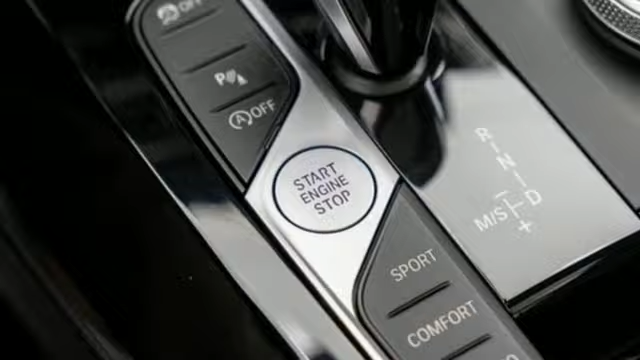 OFF
P
A OFF
START
ENGINE
STOP
SPORT
COMFORT
R
N
M/S
D
+